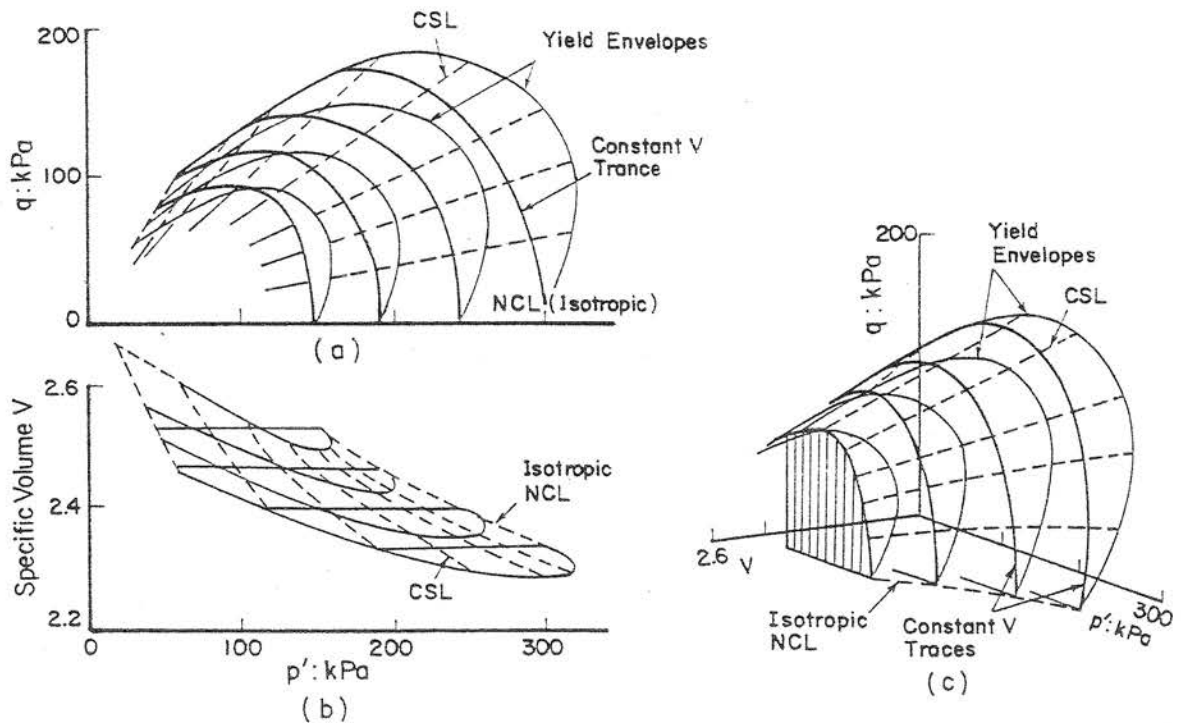 CSL
200
Yield Envelopes
Constant V
Trance
q : kPa
100
0
NCL (Isotropic)
(a)
2.6
Specific Volume V
2.4
Isotropic
NCL
CSL
2.2
0
100
200
300
p' : kPa
(b)
200
Yield
Envelopes
q : kPa
CSL
2.6
V
Isotropic
NCL
Constant V
Traces
300
p' : kPa
(c)